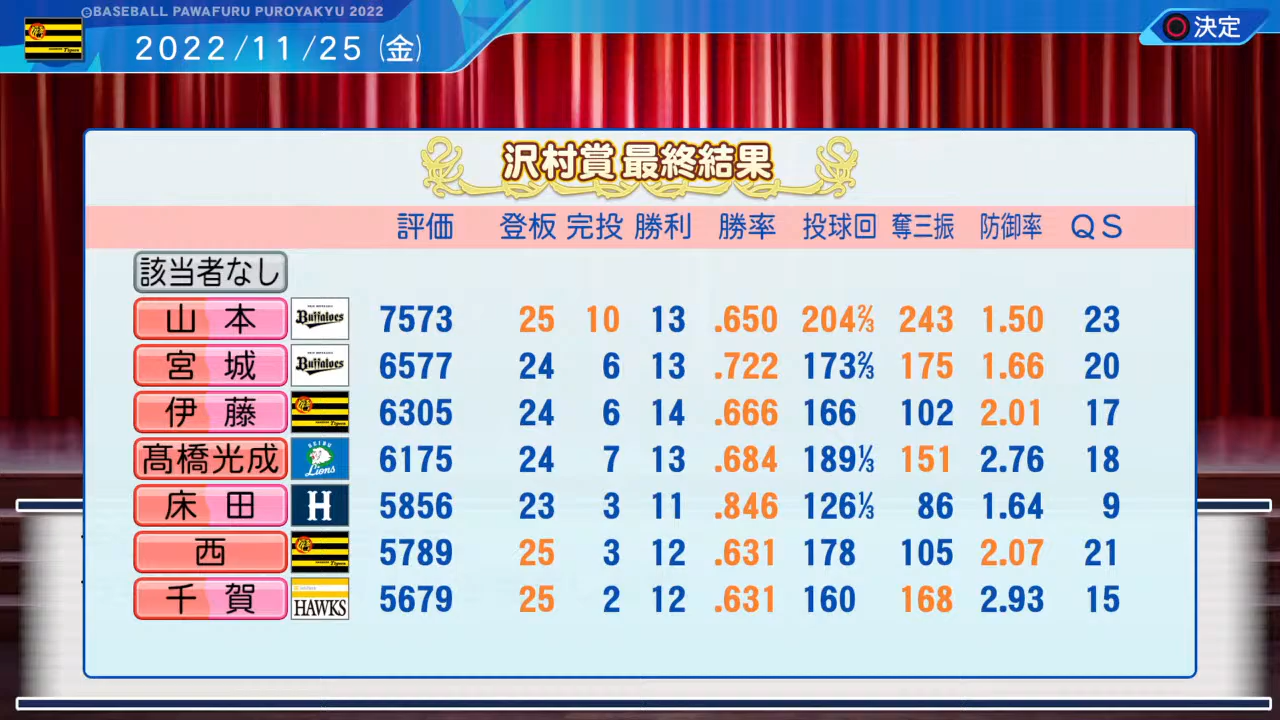 ©BASEBALL PAWAFURU PUROYAKYU 2022
2022/11/25 (金)
決定
沢村賞 最終結果
評価 登板 完投 勝利 勝率 投球回 奪三振 防御率 QS
該当者なし
山本 Buffaloes 7573 25 10 13 .650 204⅔ 243 1.50 23
宮城 Buffaloes 6577 24 6 13 .722 173⅔ 175 1.66 20
伊藤 6305 24 6 14 .666 166 102 2.01 17
髙橋光成 SEIBU Lions 6175 24 7 13 .684 189⅓ 151 2.76 18
床田 H 5856 23 3 11 .846 126⅓ 86 1.64 9
西 5789 25 3 12 .631 178 105 2.07 21
千賀 HAWKS 5679 25 2 12 .631 160 168 2.93 15